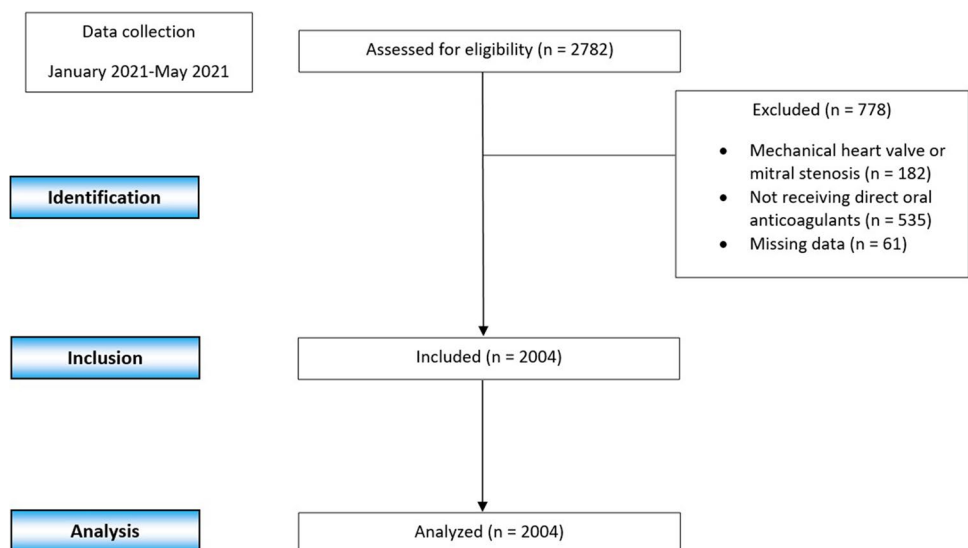 Data collection
January 2021-May 2021
Assessed for eligibility (n = 2782)
Excluded (n = 778)
• Mechanical heart valve or
mitral stenosis (n = 182)
• Not receiving direct oral
anticoagulants (n = 535)
• Missing data (n = 61)
Identification
Inclusion
Included (n = 2004)
Analysis
Analyzed (n = 2004)